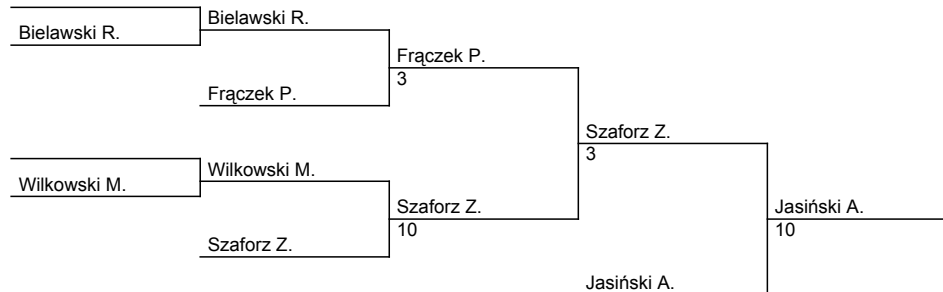 Bielawski R.
Bielawski R.
Frączek P.
3
Frączek P.
Szaforz Z.
3
Wilkowski M.
Wilkowski M.
Szaforz Z.
10
Jasiński A.
10
Szaforz Z.
Jasiński A.